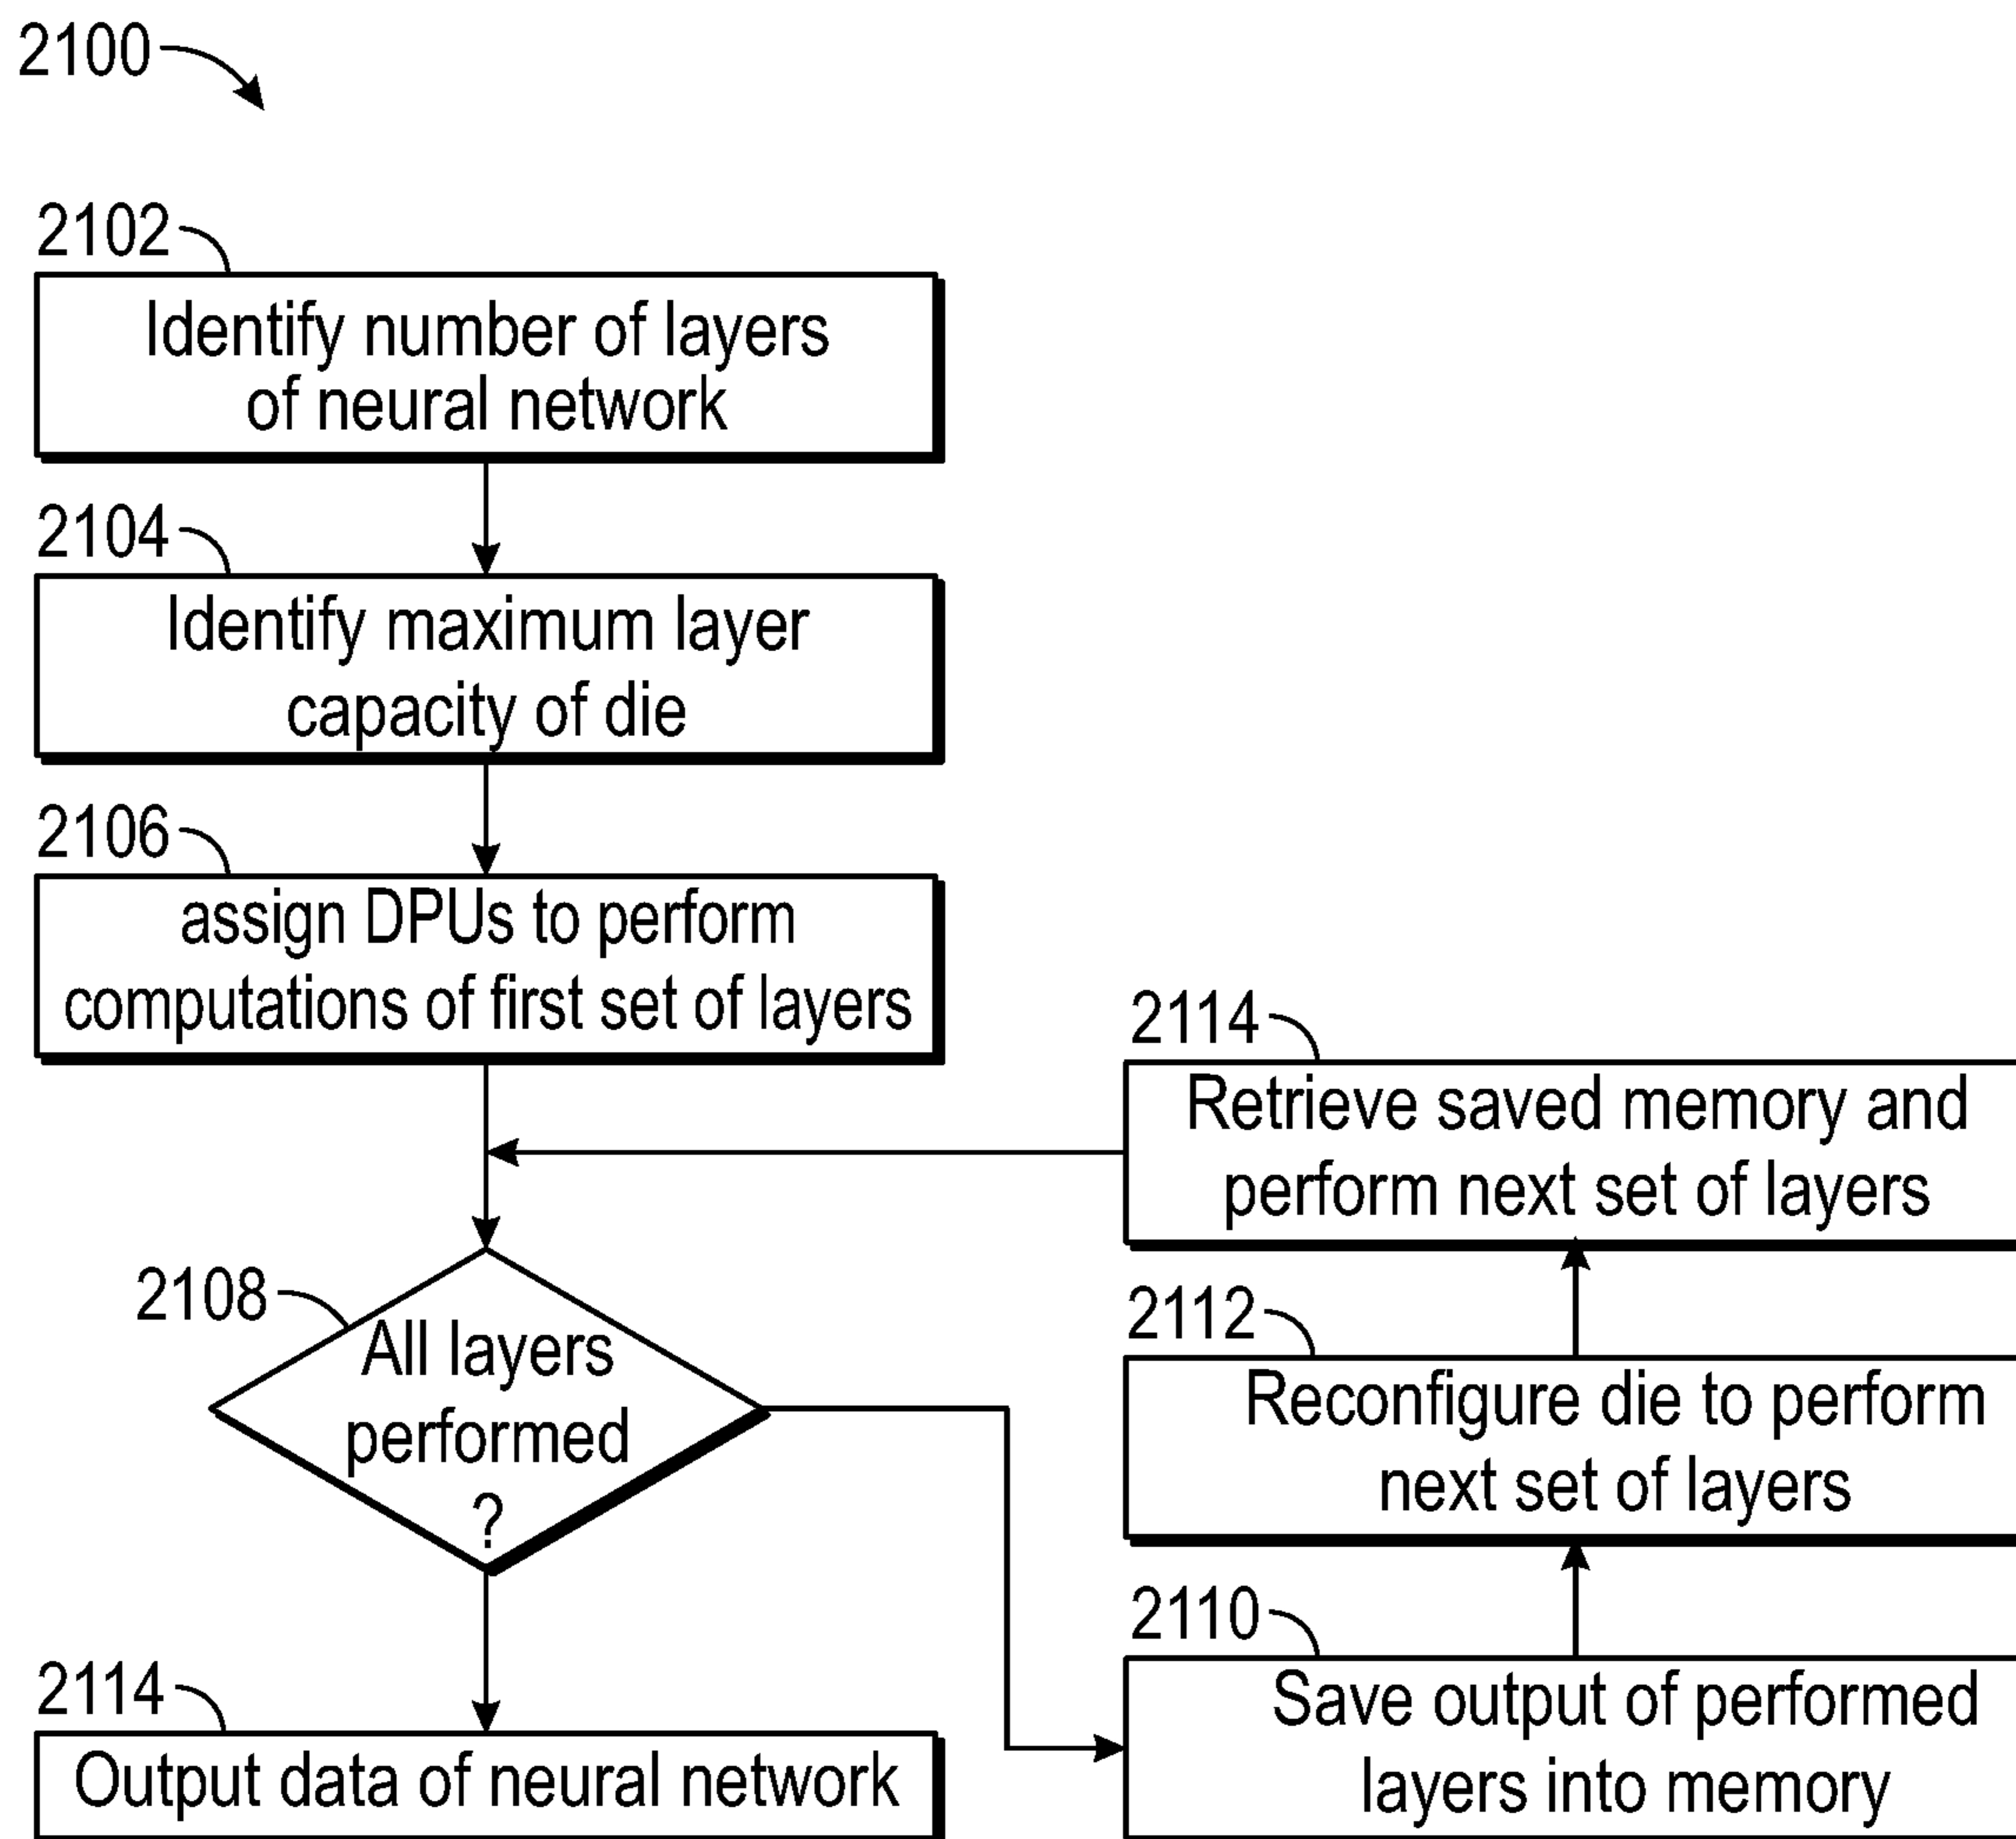 2100
2102
Identify number of layers
of neural network
2104
Identify maximum layer
capacity of die
2106
assign DPUs to perform
computations of first set of layers
2108
All layers
performed
?
2114
Output data of neural network
2114
Retrieve saved memory and
perform next set of layers
2112
Reconfigure die to perform
next set of layers
2110
Save output of performed
layers into memory